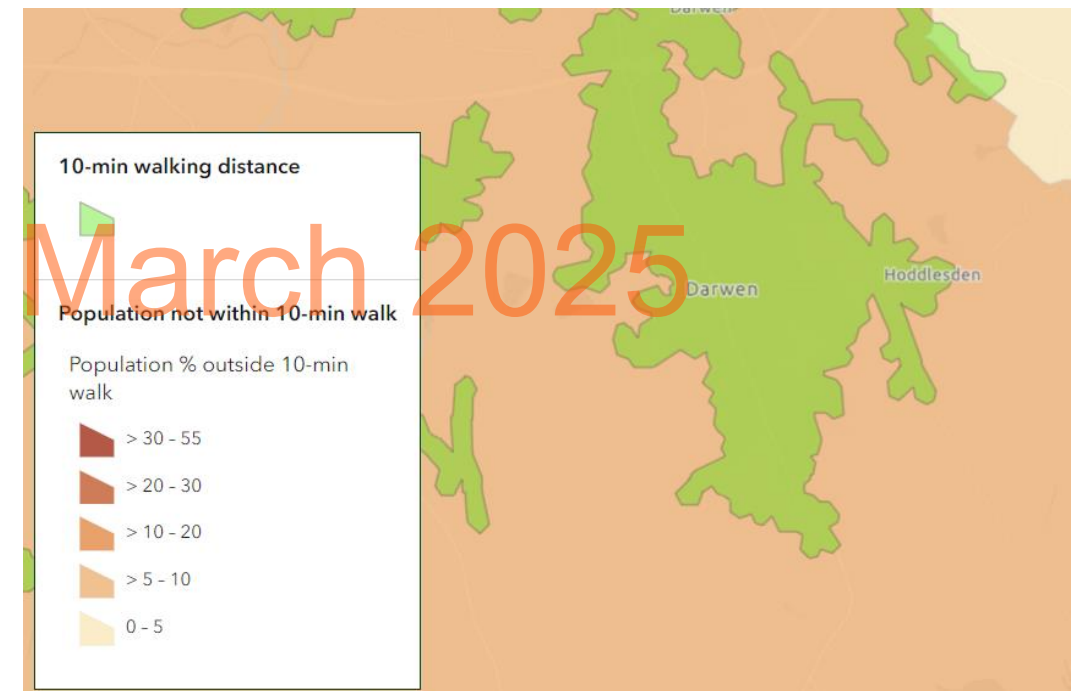 Darwen
10-min walking distance
March 2025
Population not within 10-min walk
Population % outside 10-min
walk
> 30 - 55
> 20 - 30
> 10 - 20
> 5 - 10
0 - 5
Darwen
Hoddlesden